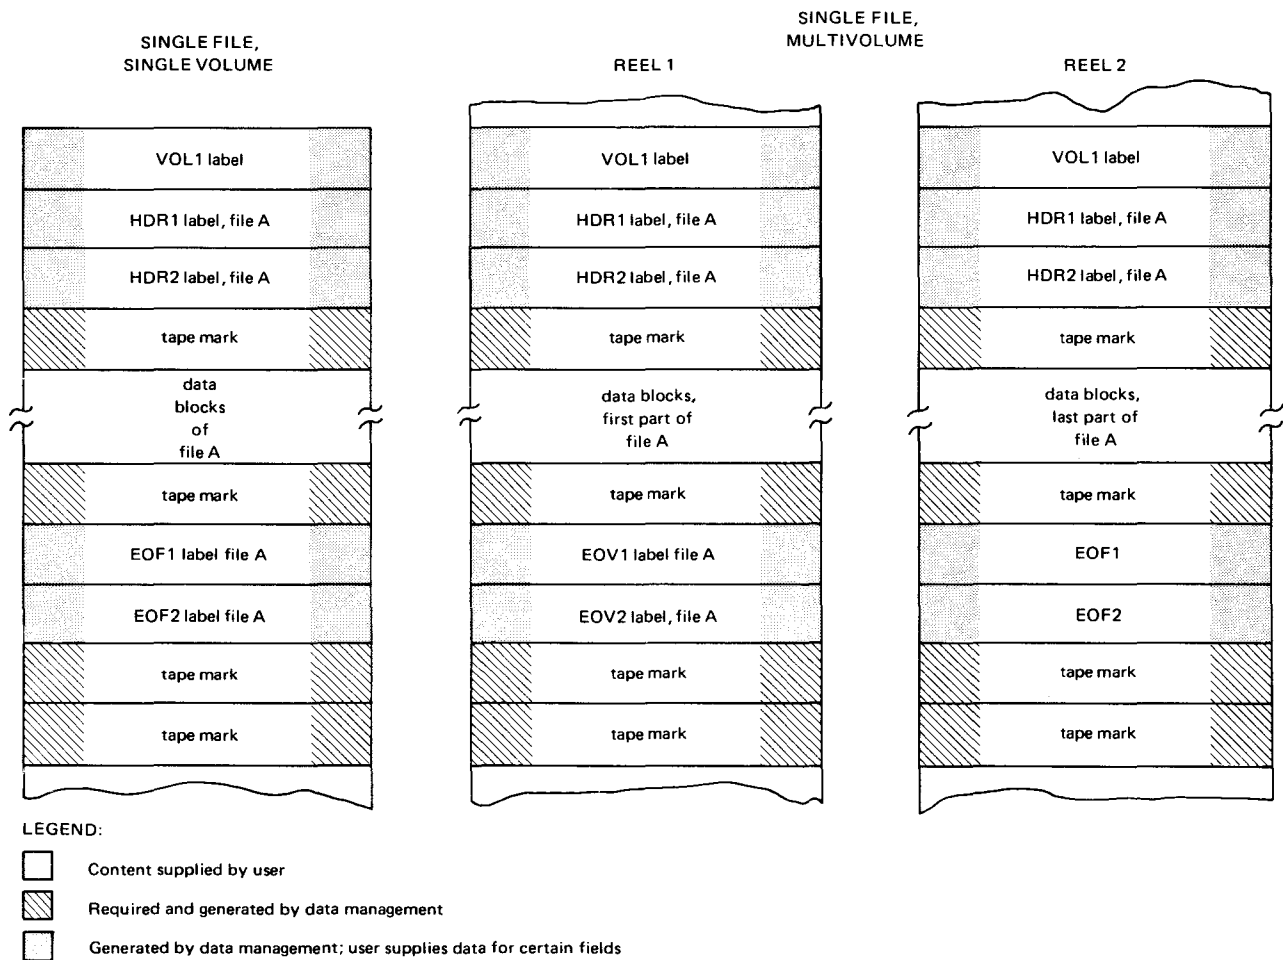 SINGLE FILE,
SINGLE VOLUME
VOL1 label
HDR1 label, file A
HDR2 label, file A
tape mark
data
blocks
of
file A
tape mark
EOF1 label file A
EOF2 label file A
tape mark
tape mark
SINGLE FILE,
MULTIVOLUME
REEL 1
VOL1 label
HDR1 label, file A
HDR2 label, file A
tape mark
data blocks,
first part of
file A
tape mark
EOV1 label file A
EOV2 label, file A
tape mark
tape mark
REEL 2
VOL1 label
HDR1 label, file A
HDR2 label, file A
tape mark
data blocks,
last part of
file A
tape mark
EOF1
EOF2
tape mark
tape mark
LEGEND:
Content supplied by user
Required and generated by data management
Generated by data management; user supplies data for certain fields